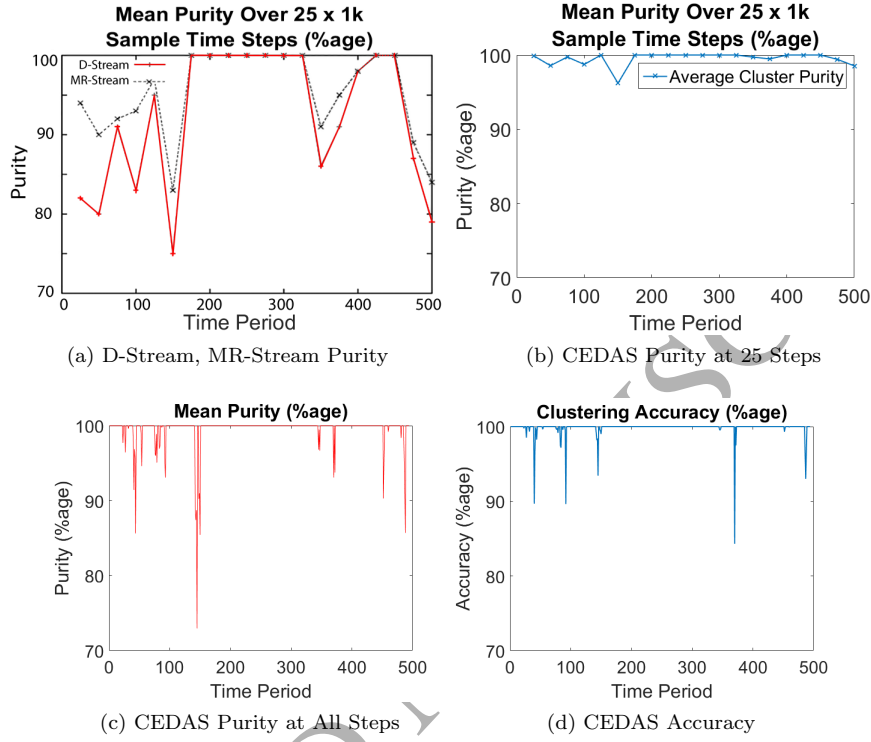 Mean Purity Over 25 x 1k
Sample Time Steps (%age)
D-Stream
MR-Stream
100
90
80
70
Purity
0
100
200
300
400
500
Time Period
(a) D-Stream, MR-Stream Purity
Mean Purity Over 25 x 1k
Sample Time Steps (%age)
Average Cluster Purity
100
90
80
70
Purity (%age)
0
100
200
300
400
500
Time Period
(b) CEDAS Purity at 25 Steps
Mean Purity (%age)
100
90
80
70
Purity (%age)
0
100
200
300
400
500
Time Period
(c) CEDAS Purity at All Steps
Clustering Accuracy (%age)
100
90
80
70
Accuracy (%age)
0
100
200
300
400
500
Time Period
(d) CEDAS Accuracy